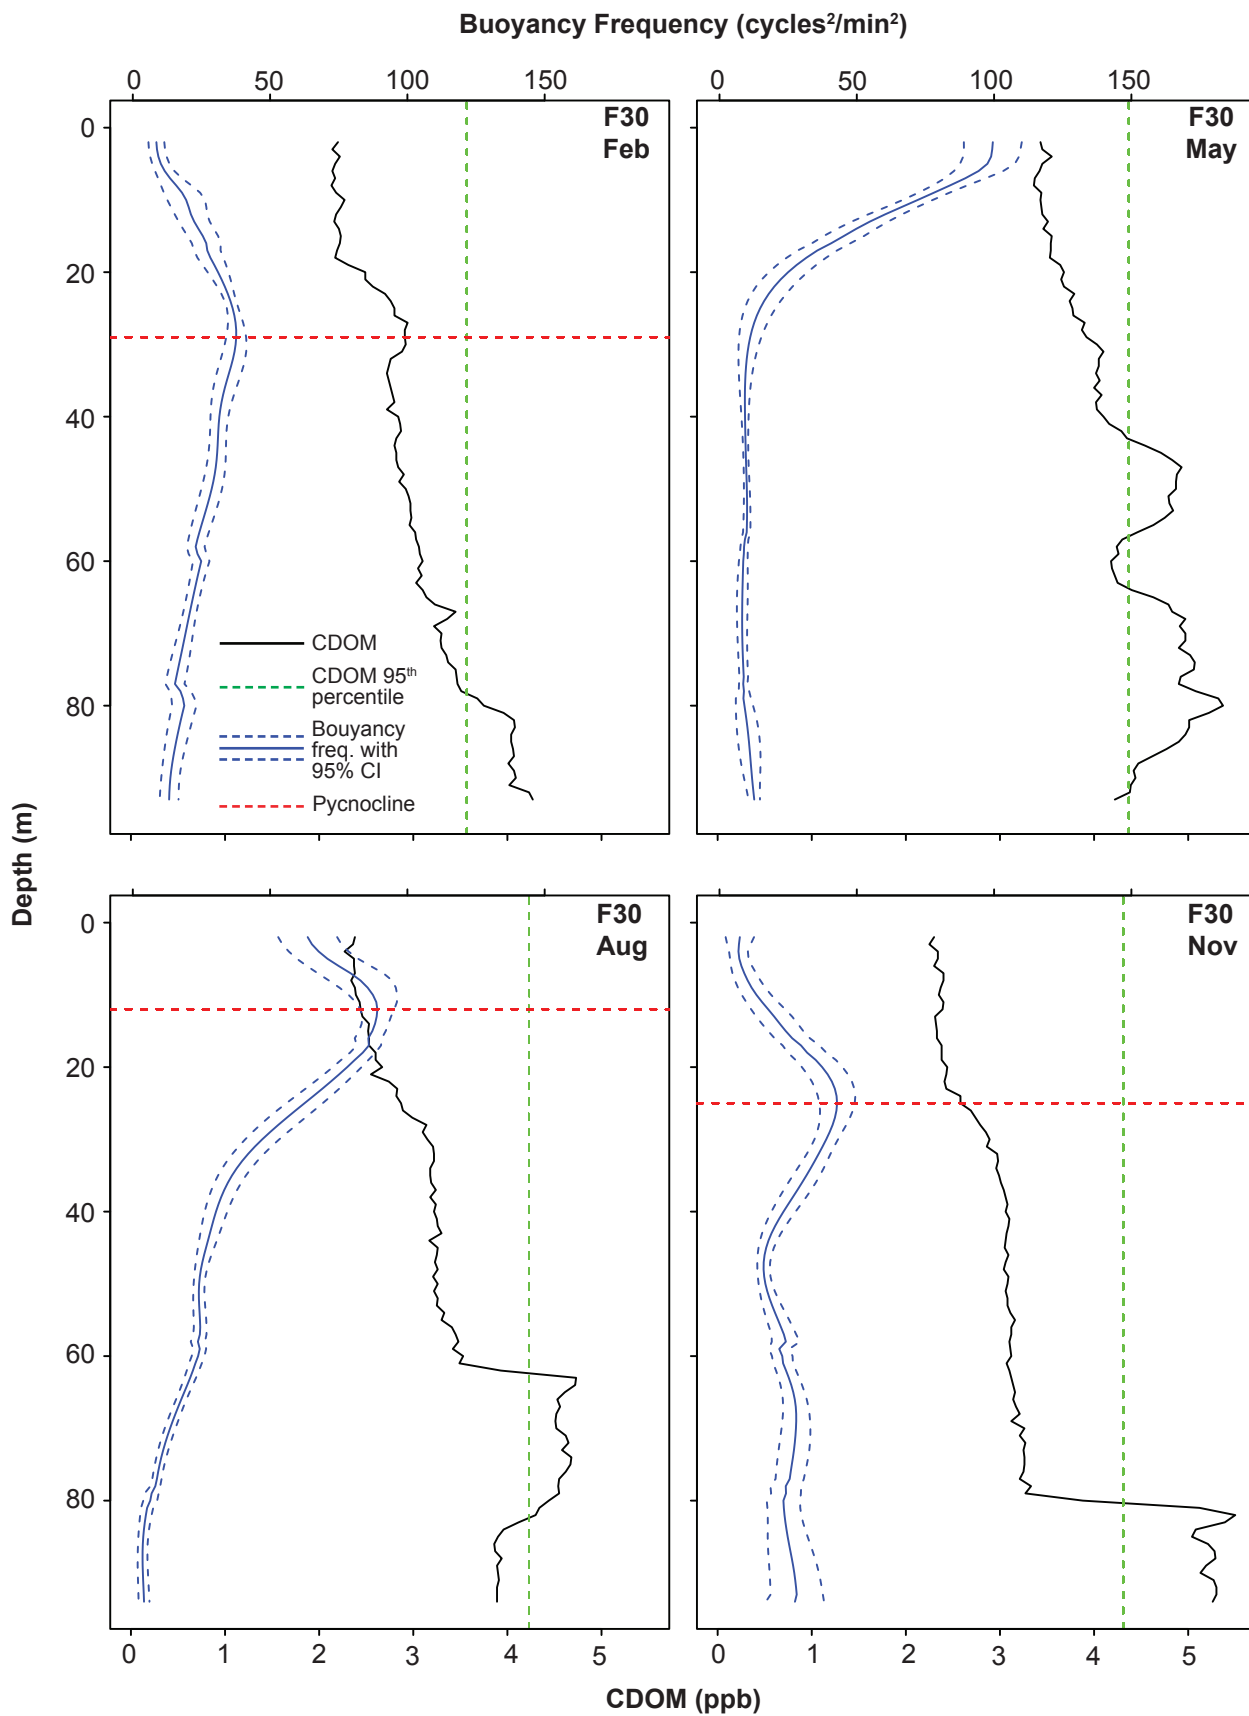 Buoyancy Frequency (cycles²/min²)
0 50 100 150
0 50 100 150
F30
Feb
F30
May
0
20
40
60
80
CDOM
CDOM 95th
percentile
Bouyancy
freq. with
95% CI
Pycnocline
Depth (m)
F30
Aug
F30
Nov
0
20
40
60
80
0 1 2 3 4 5
0 1 2 3 4 5
CDOM (ppb)